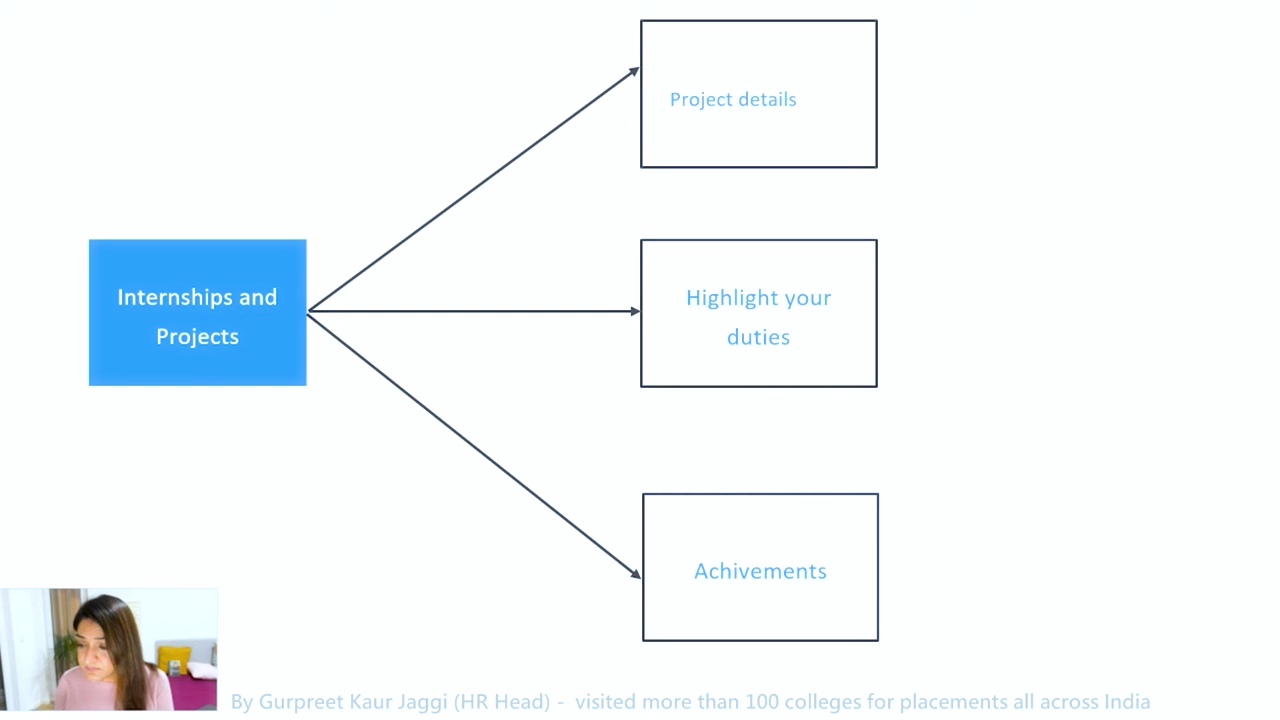 Project details
Internships and
Projects
Highlight your
duties
Achivements
By Gurpreet Kaur Jaggi (HR Head) - visited more than 100 colleges for placements all across India